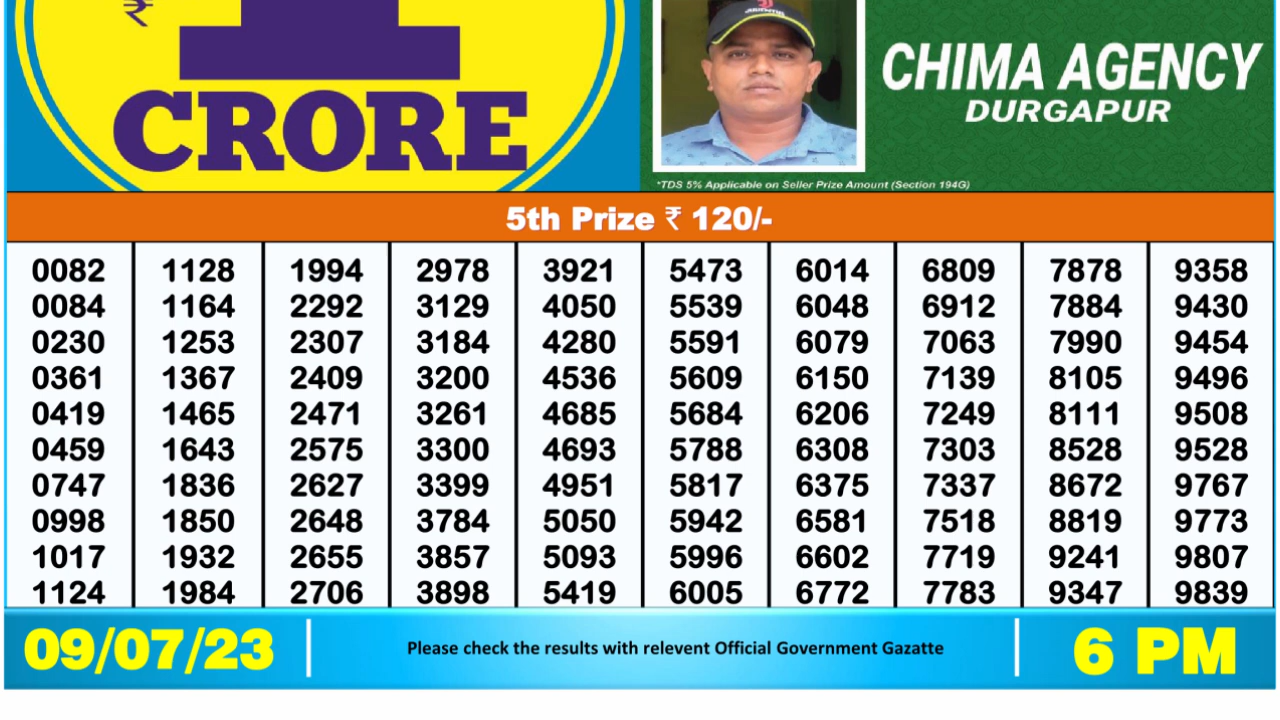 ₹ 1
CRORE
CHIMA AGENCY
DURGAPUR
*TDS 5% Applicable on Seller Prize Amount (Section 194G)
5th Prize ₹ 120/-
0082 1128 1994 2978 3921 5473 6014 6809 7878 9358
0084 1164 2292 3129 4050 5539 6048 6912 7884 9430
0230 1253 2307 3184 4280 5591 6079 7063 7990 9454
0361 1367 2409 3200 4536 5609 6150 7139 8105 9496
0419 1465 2471 3261 4685 5684 6206 7249 8111 9508
0459 1643 2575 3300 4693 5788 6308 7303 8528 9528
0747 1836 2627 3399 4951 5817 6375 7337 8672 9767
0998 1850 2648 3784 5050 5942 6581 7518 8819 9773
1017 1932 2655 3857 5093 5996 6602 7719 9241 9807
1124 1984 2706 3898 5419 6005 6772 7783 9347 9839
09/07/23 Please check the results with relevent Official Government Gazatte 6 PM